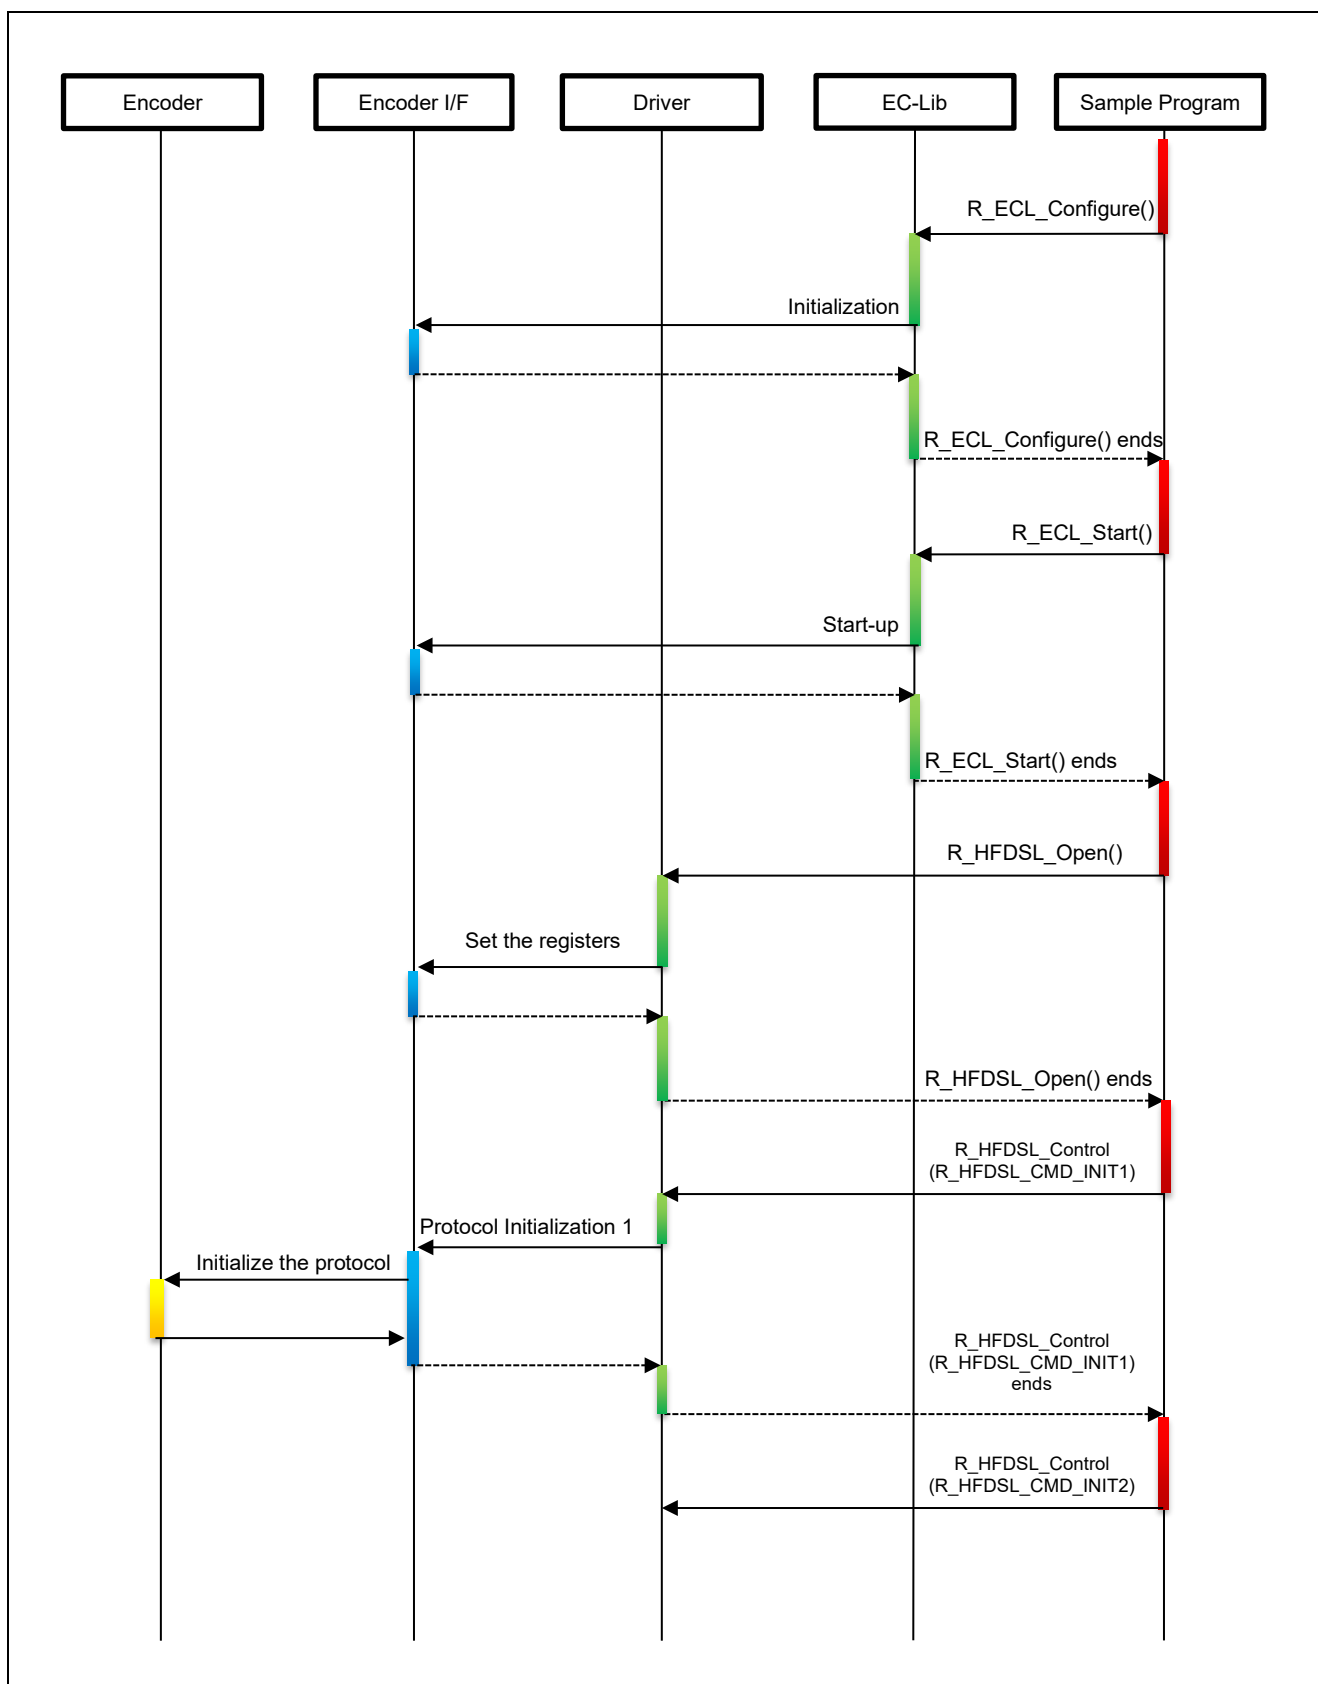 Encoder
Encoder I/F
Driver
EC-Lib
Sample Program
R_ECL_Configure()
Initialization
R_ECL_Configure() ends
R_ECL_Start()
Start-up
R_ECL_Start() ends
R_HFDSL_Open()
Set the registers
R_HFDSL_Open() ends
R_HFDSL_Control
(R_HFDSL_CMD_INIT1)
Protocol Initialization 1
Initialize the protocol
R_HFDSL_Control
(R_HFDSL_CMD_INIT1)
ends
R_HFDSL_Control
(R_HFDSL_CMD_INIT2)